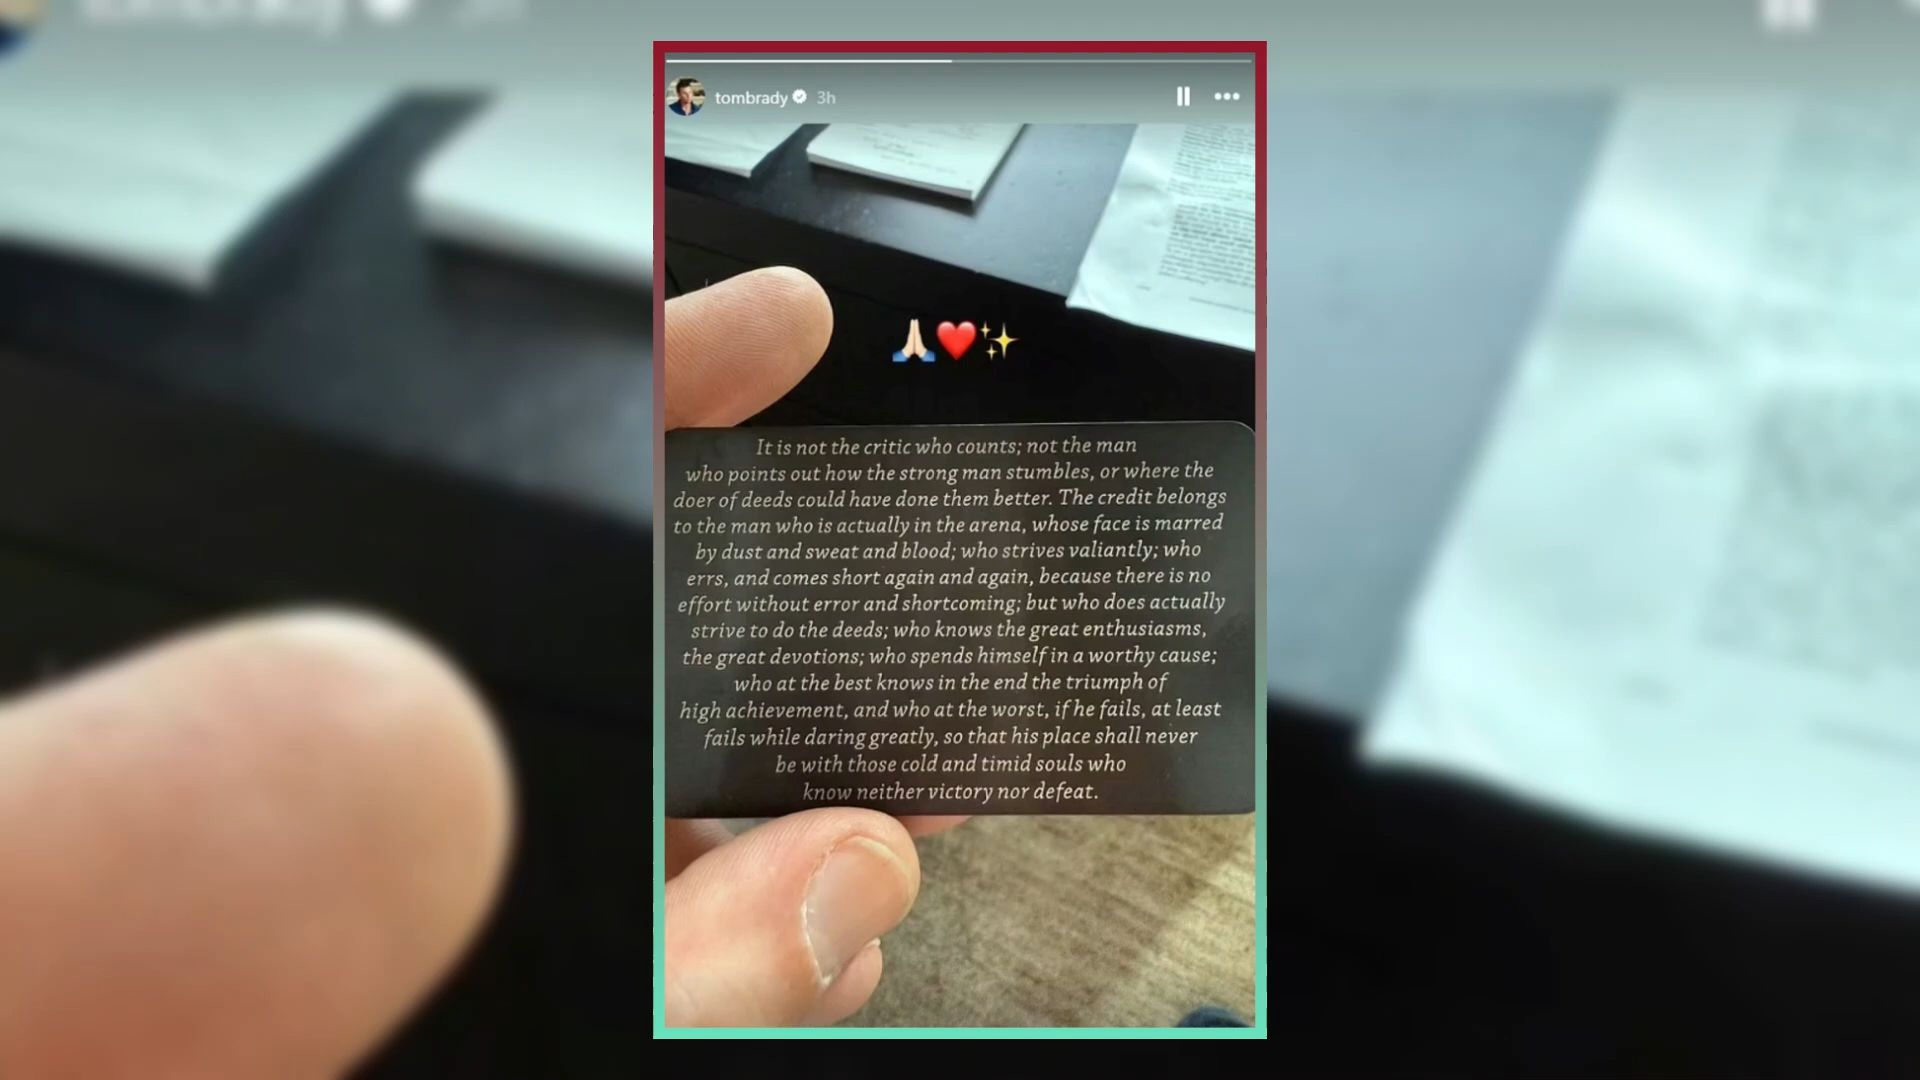 tombrady 3h
It is not the critic who counts; not the man
who points out how the strong man stumbles, or where the
doer of deeds could have done them better. The credit belongs
to the man who is actually in the arena, whose face is marred
by dust and sweat and blood; who strives valiantly; who
errs, and comes short again and again, because there is no
effort without error and shortcoming; but who does actually
strive to do the deeds; who knows the great enthusiasms,
the great devotions; who spends himself in a worthy cause;
who at the best knows in the end the triumph of
high achievement, and who at the worst, if he fails, at least
fails while daring greatly, so that his place shall never
be with those cold and timid souls who
know neither victory nor defeat.